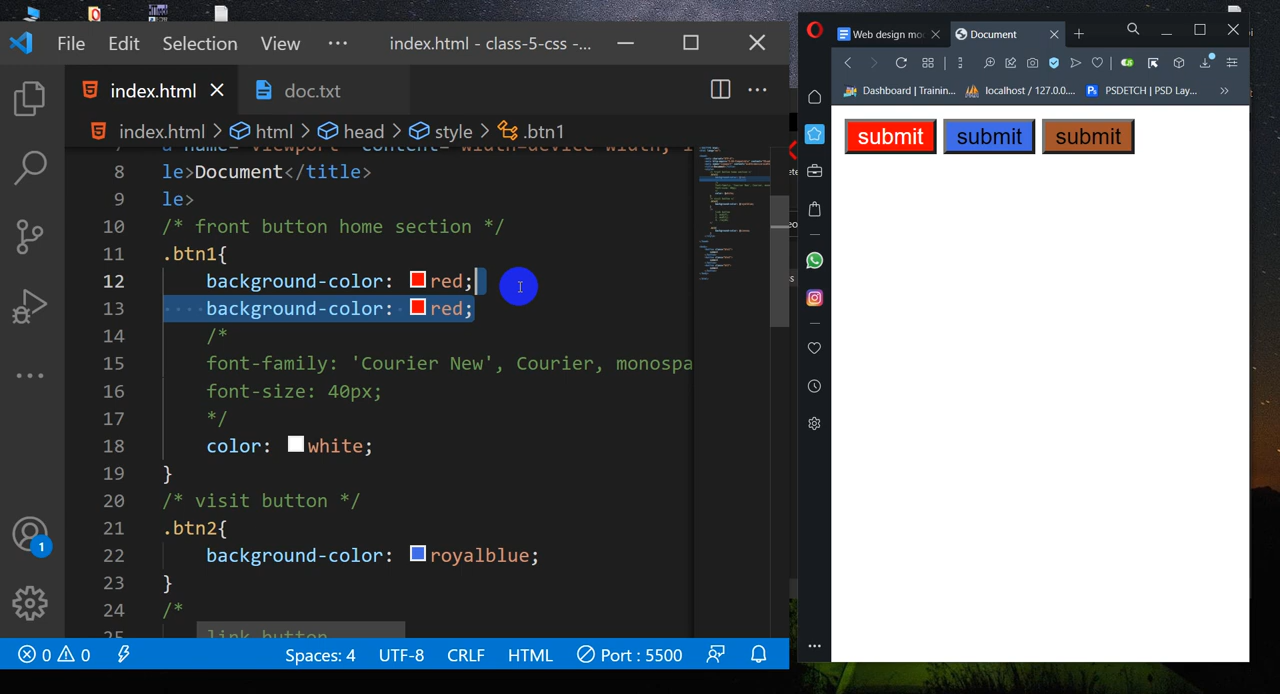 File Edit Selection View ··· index.html - class-5-css -...
index.html doc.txt
index.html > html > head > style > .btn1
8 le>Document</title>
9 le>
10 /* front button home section */
11 .btn1{
12 background-color: red;
13 background-color: red;
14 /*
15 font-family: 'Courier New', Courier, monospa
16 font-size: 40px;
17 */
18 color: white;
19 }
20 /* visit button */
21 .btn2{
22 background-color: royalblue;
23 }
24 /*
25 link button
1
0 0 Spaces: 4 UTF-8 CRLF HTML Port : 5500
Web design mo Document
Dashboard | Trainin... localhost / 127.0.0.... PSDETCH | PSD Lay...
submit submit submit